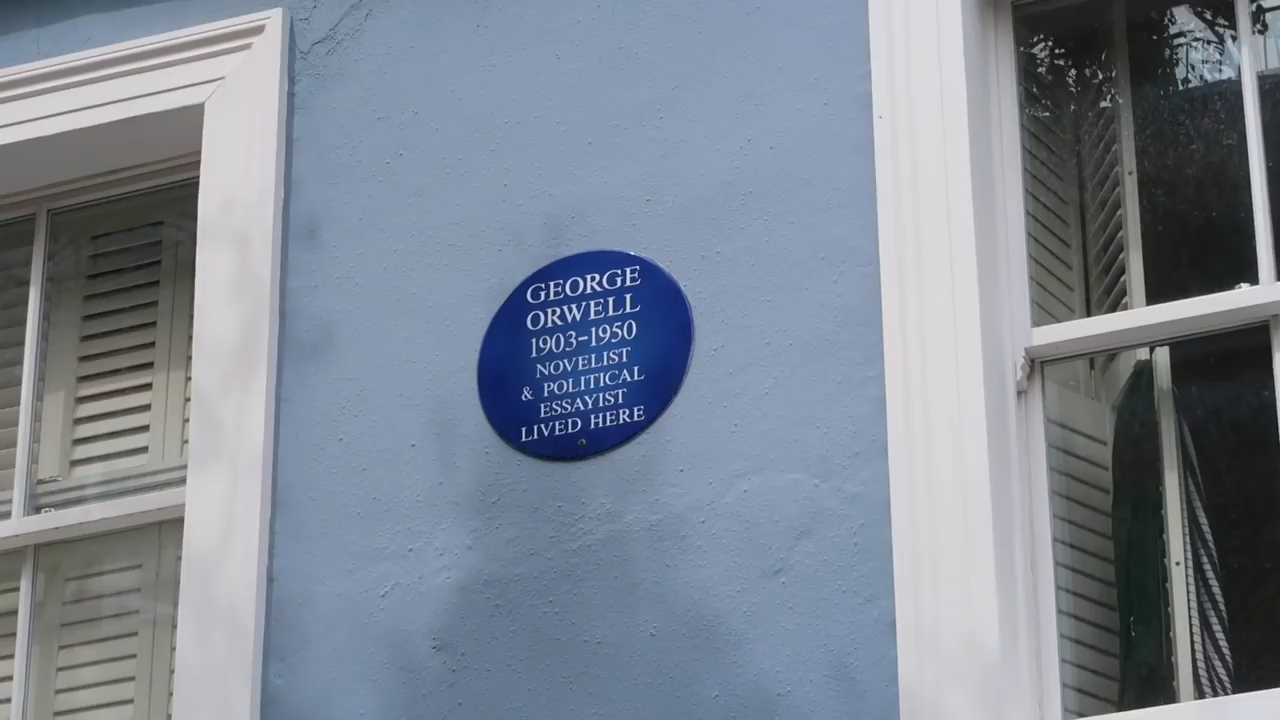 GEORGE
ORWELL
1903-1950
NOVELIST
& POLITICAL
ESSAYIST
LIVED HERE